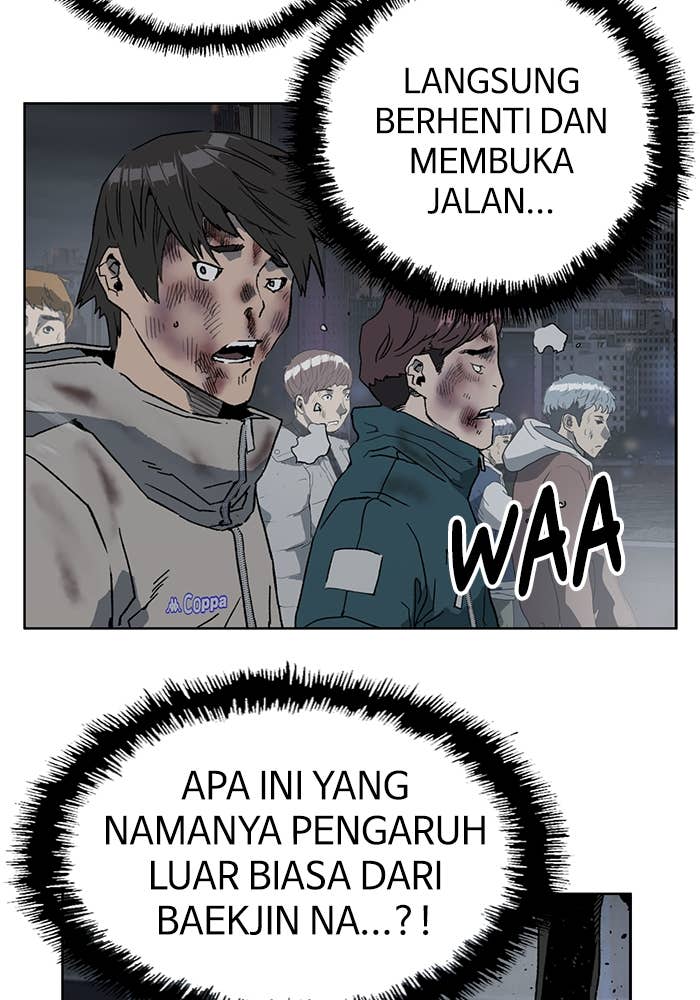 LANGSUNG
BERHENTI DAN
MEMBUKA
JALAN...
WAA
Coppa
APA INI YANG
NAMANYA PENGARUH
LUAR BIASA DARI
BAEKJIN NA...?!